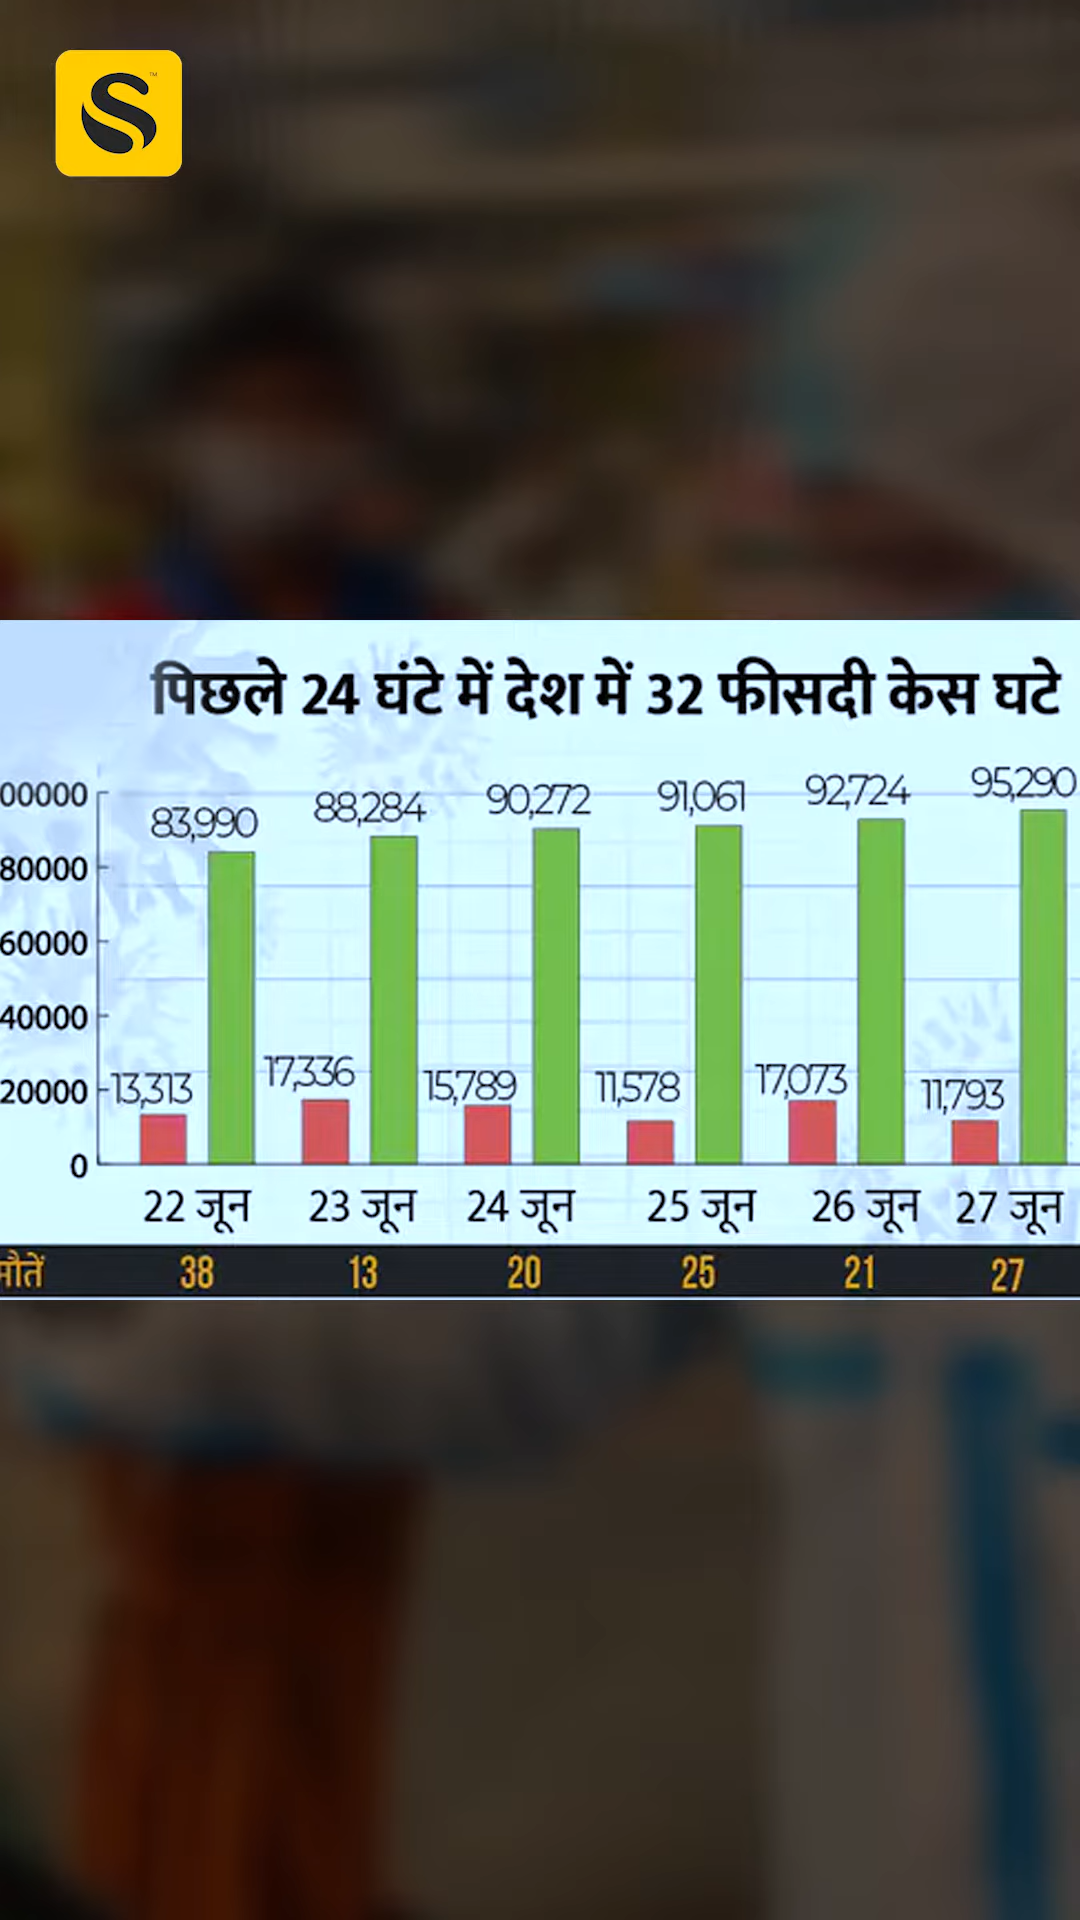 S™
पिछले 24 घंटे में देश में 32 फीसदी केस घटे
00000
80000
60000
40000
20000
0
83,990 88,284 90,272 91,061 92,724 95,290
13,313 17,336 15,789 11,578 17,073 11,793
22 जून 23 जून 24 जून 25 जून 26 जून 27 जून
मौतें 38 13 20 25 21 27